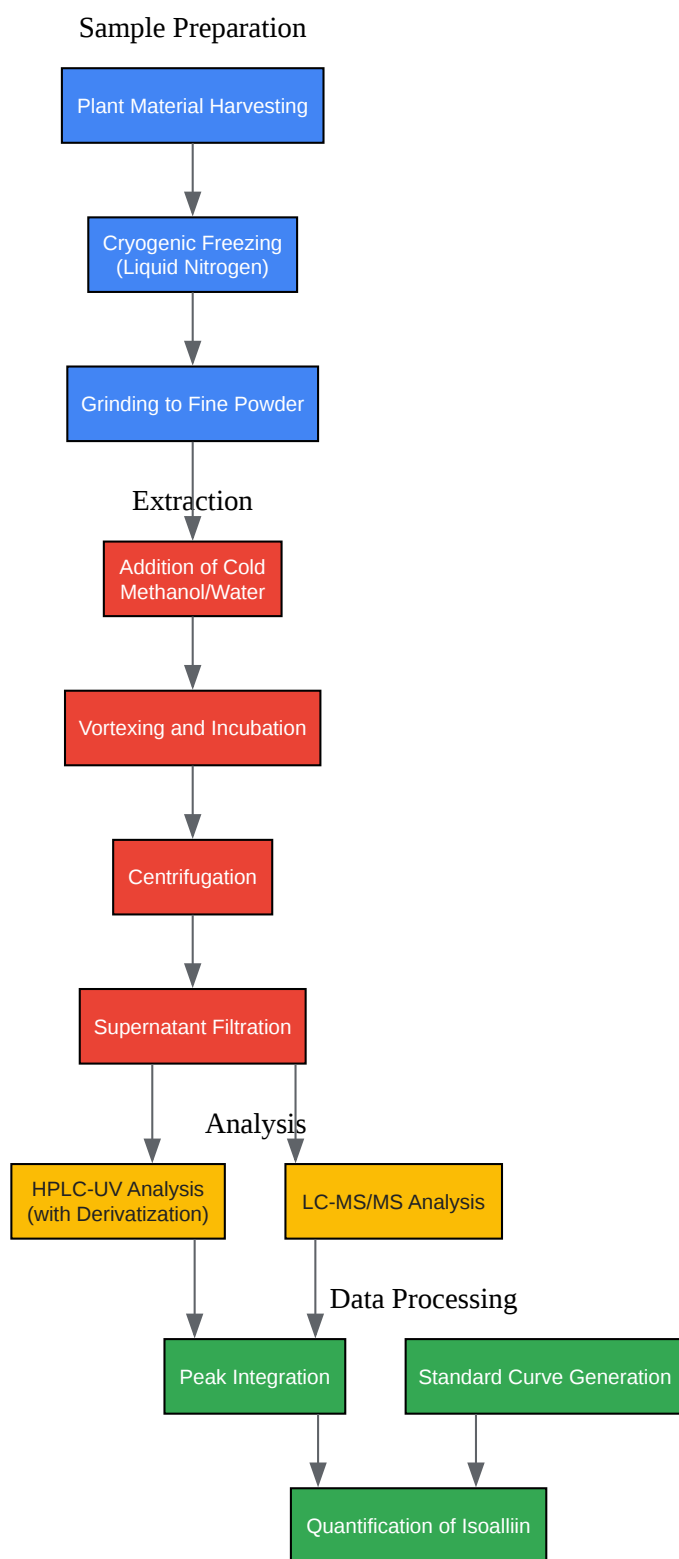 Sample Preparation
Plant Material Harvesting
Cryogenic Freezing
(Liquid Nitrogen)
Grinding to Fine Powder
Extraction
Addition of Cold
Methanol/Water
Vortexing and Incubation
Centrifugation
Supernatant Filtration
Analysis
HPLC-UV Analysis
(with Derivatization)
LC-MS/MS Analysis
Data Processing
Peak Integration
Standard Curve Generation
Quantification of Isoalliin